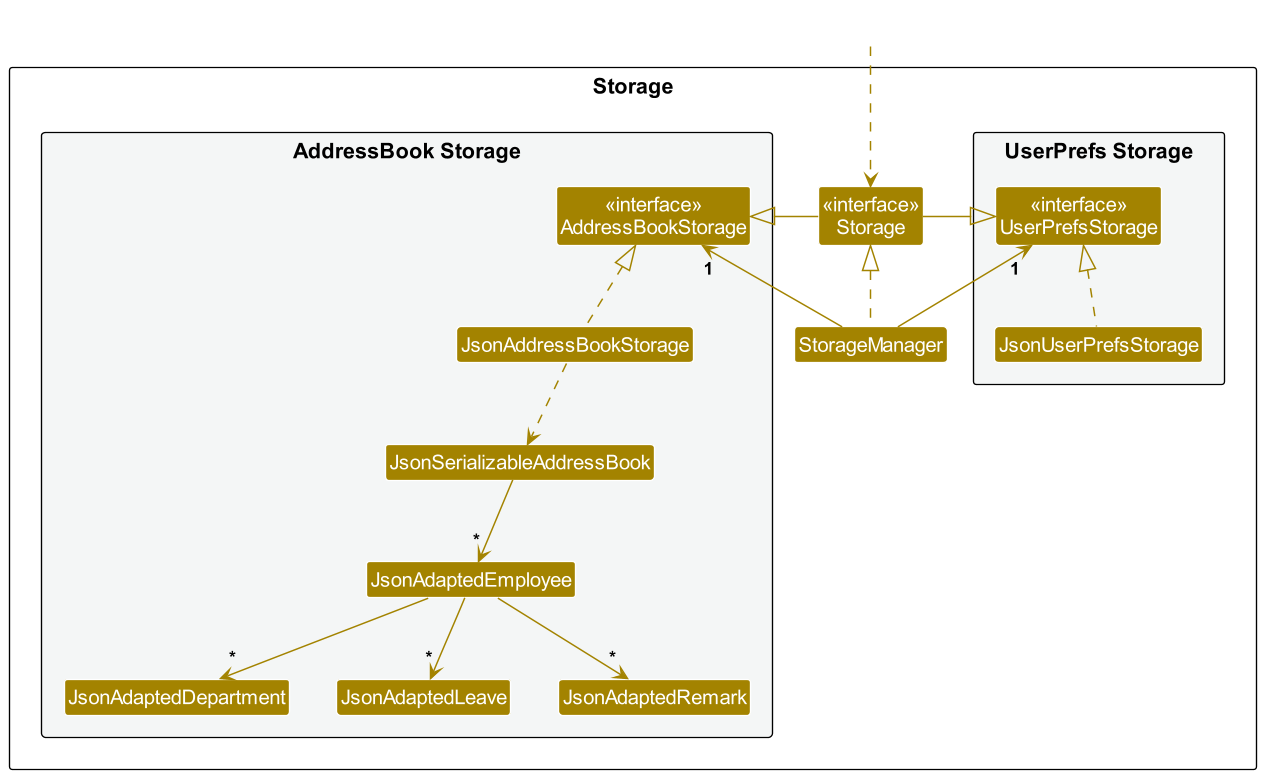 Storage
AddressBook Storage
UserPrefs Storage
«interface»
AddressBookStorage
«interface»
Storage
«interface»
UserPrefsStorage
1
1
JsonAddressBookStorage
StorageManager
JsonUserPrefsStorage
JsonSerializableAddressBook
*
JsonAdaptedEmployee
*
*
*
JsonAdaptedDepartment
JsonAdaptedLeave
JsonAdaptedRemark